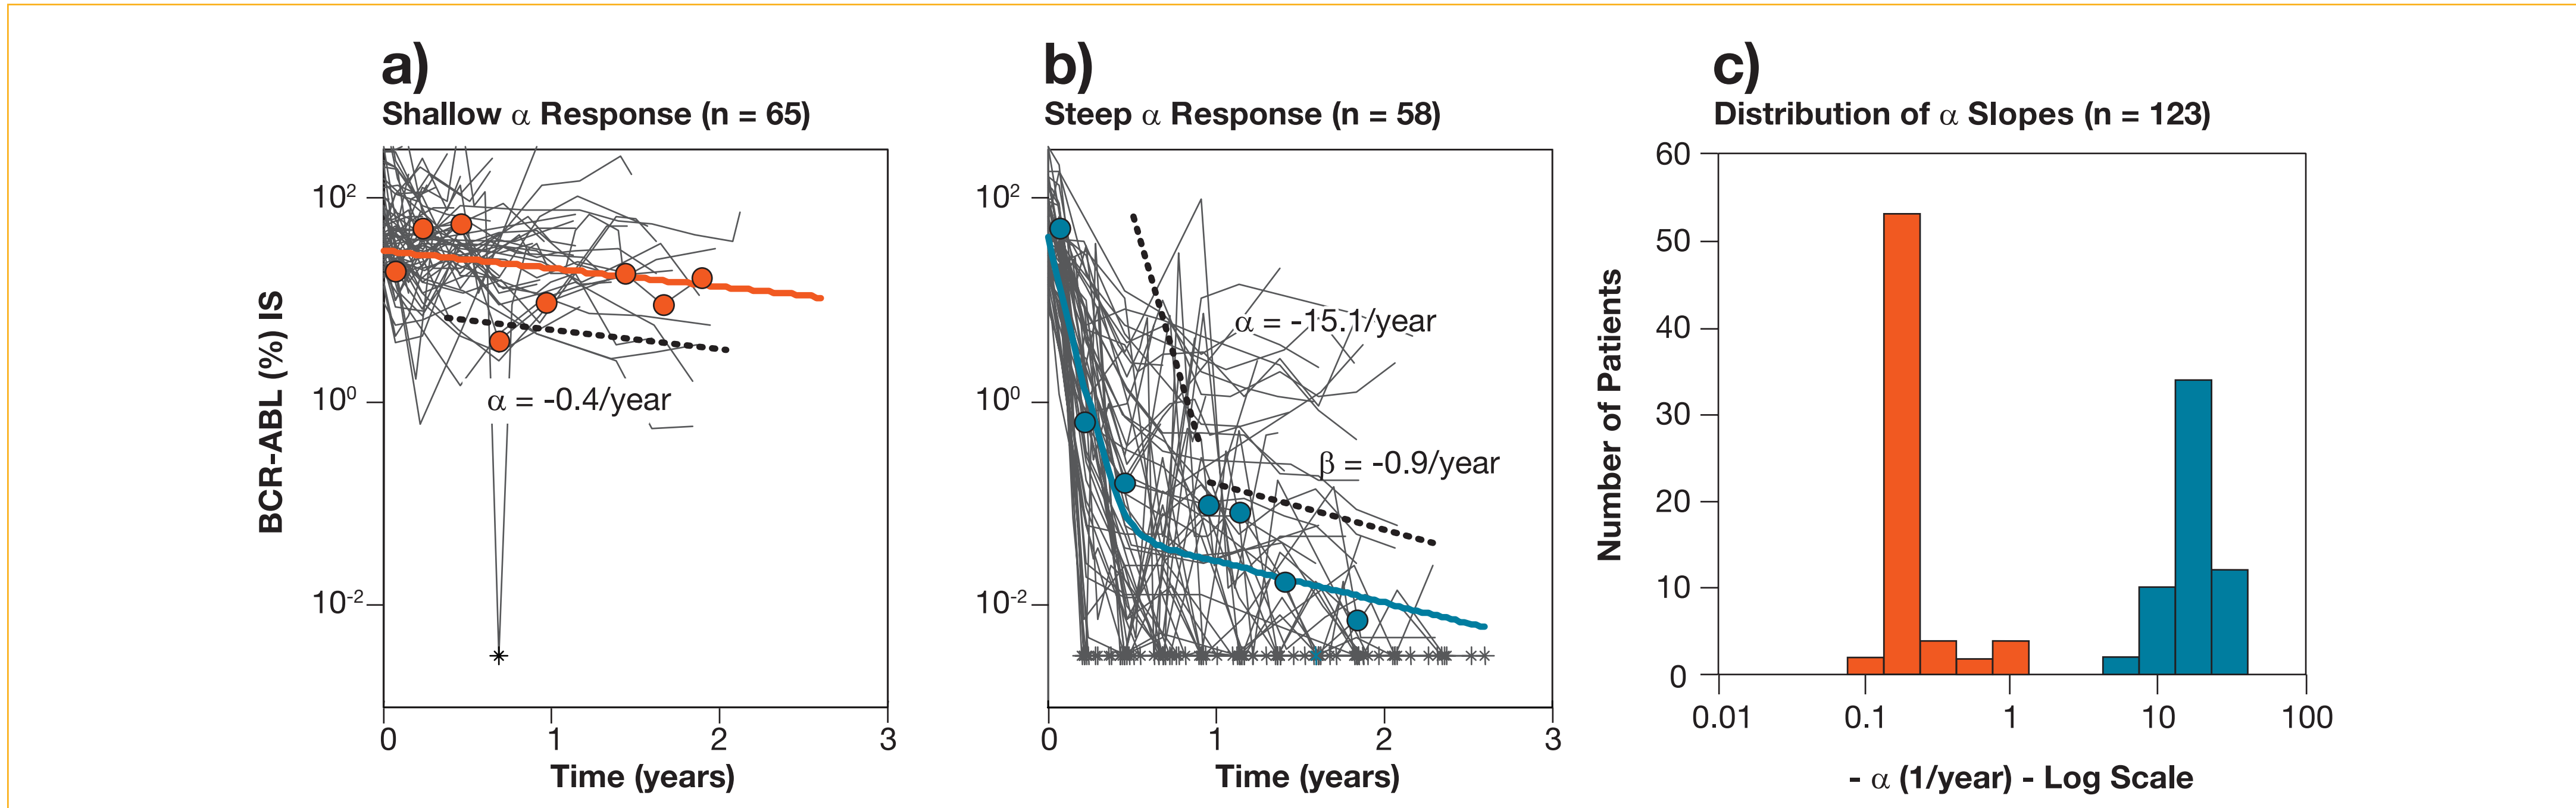 a)
Shallow α Response (n = 65)
BCR-ABL (%) IS
10²
10⁰
10⁻²
α = -0.4/year
0 1 2 3
Time (years)
b)
Steep α Response (n = 58)
10²
10⁰
10⁻²
α = -15.1/year
β = -0.9/year
0 1 2 3
Time (years)
c)
Distribution of α Slopes (n = 123)
Number of Patients
60
50
40
30
20
10
0
0.01 0.1 1 10 100
- α (1/year) - Log Scale